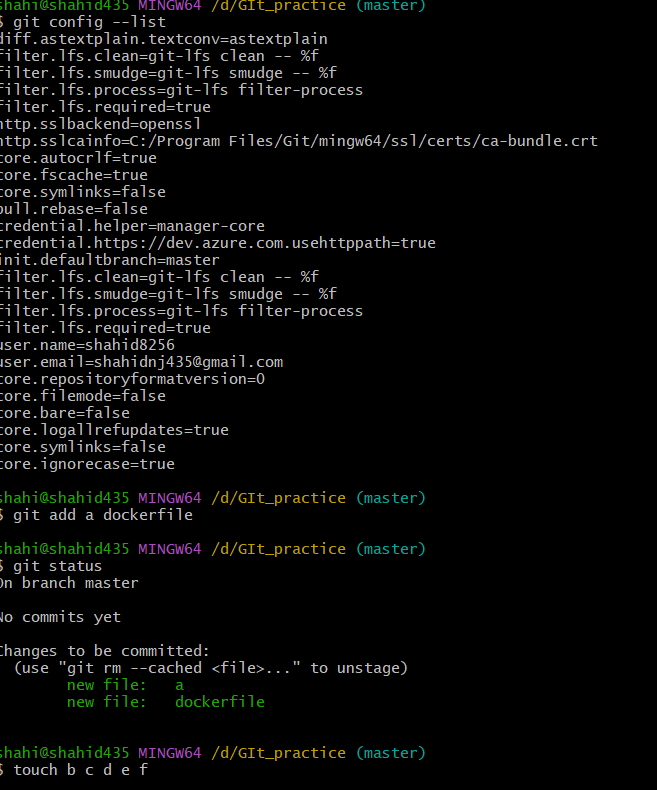 shahi@shahid435 MINGW64 /d/GIt_practice (master)
$ git config --list
diff.astextplain.textconv=astextplain
filter.lfs.clean=git-lfs clean -- %f
filter.lfs.smudge=git-lfs smudge -- %f
filter.lfs.process=git-lfs filter-process
filter.lfs.required=true
http.sslbackend=openssl
http.sslcainfo=C:/Program Files/Git/mingw64/ssl/certs/ca-bundle.crt
core.autocrlf=true
core.fscache=true
core.symlinks=false
pull.rebase=false
credential.helper=manager-core
credential.https://dev.azure.com.usehttppath=true
init.defaultbranch=master
filter.lfs.clean=git-lfs clean -- %f
filter.lfs.smudge=git-lfs smudge -- %f
filter.lfs.process=git-lfs filter-process
filter.lfs.required=true
user.name=shahid8256
user.email=shahidnj435@gmail.com
core.repositoryformatversion=0
core.filemode=false
core.bare=false
core.logallrefupdates=true
core.symlinks=false
core.ignorecase=true
shahi@shahid435 MINGW64 /d/GIt_practice (master)
$ git add a dockerfile
shahi@shahid435 MINGW64 /d/GIt_practice (master)
$ git status
On branch master
No commits yet
Changes to be committed:
(use "git rm --cached <file>..." to unstage)
new file: a
new file: dockerfile
shahi@shahid435 MINGW64 /d/GIt_practice (master)
$ touch b c d e f